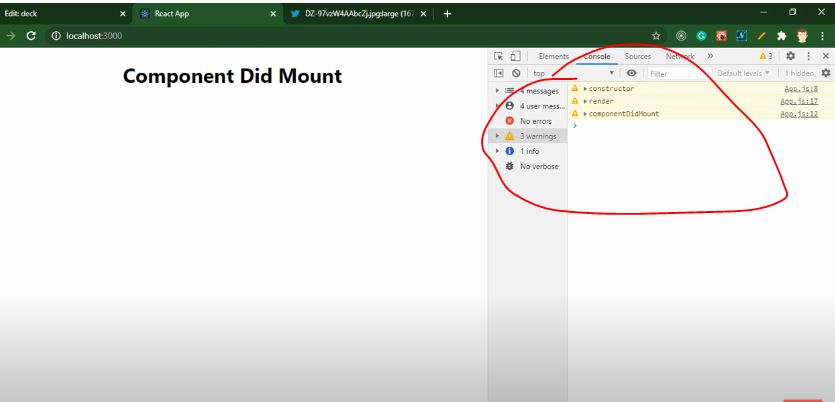 Edit: deck
React App
DZ-97vzW4AAbcZj.jpg:large (167
localhost:3000
Component Did Mount
Elements
Console
Sources
Network
3
top
Filter
Default levels
1 hidden
4 messages
4 user mess...
No errors
3 warnings
1 info
No verbose
constructor App.js:8
render App.js:17
componentDidMount App.js:12